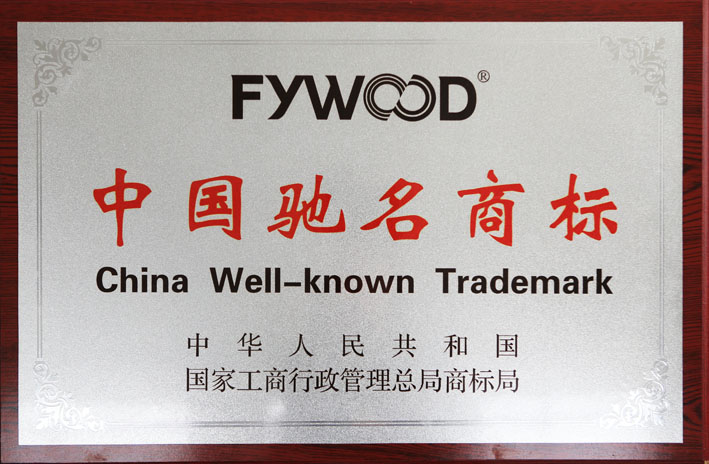 FYWOOD®
中国驰名商标
China Well-known Trademark
中华人民共和国
国家工商行政管理总局商标局